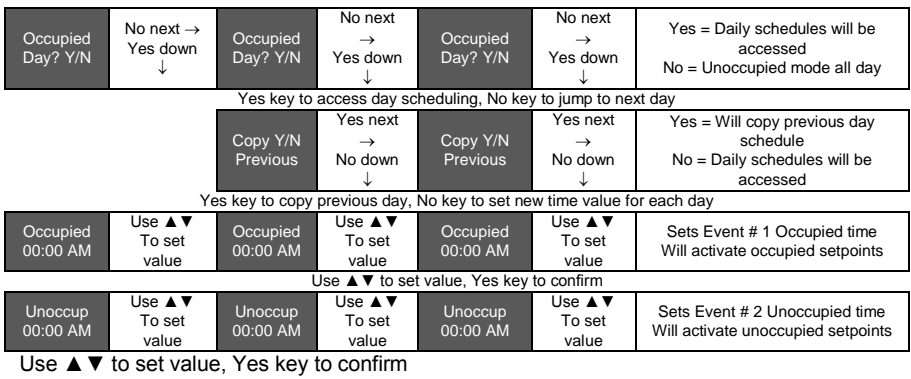 Occupied
Day? Y/N
No next →
Yes down
↓
Occupied
Day? Y/N
No next
→
Yes down
↓
Occupied
Day? Y/N
No next
→
Yes down
↓
Yes = Daily schedules will be
accessed
No = Unoccupied mode all day
Yes key to access day scheduling, No key to jump to next day
Copy Y/N
Previous
Yes next
→
No down
↓
Copy Y/N
Previous
Yes next
→
No down
↓
Yes = Will copy previous day
schedule
No = Daily schedules will be
accessed
Yes key to copy previous day, No key to set new time value for each day
Occupied
00:00 AM
Use ▲▼
To set
value
Occupied
00:00 AM
Use ▲▼
To set
value
Occupied
00:00 AM
Use ▲▼
To set
value
Sets Event # 1 Occupied time
Will activate occupied setpoints
Use ▲▼ to set value, Yes key to confirm
Unoccup
00:00 AM
Use ▲▼
To set
value
Unoccup
00:00 AM
Use ▲▼
To set
value
Unoccup
00:00 AM
Use ▲▼
To set
value
Sets Event # 2 Unoccupied time
Will activate unoccupied setpoints
Use ▲▼ to set value, Yes key to confirm